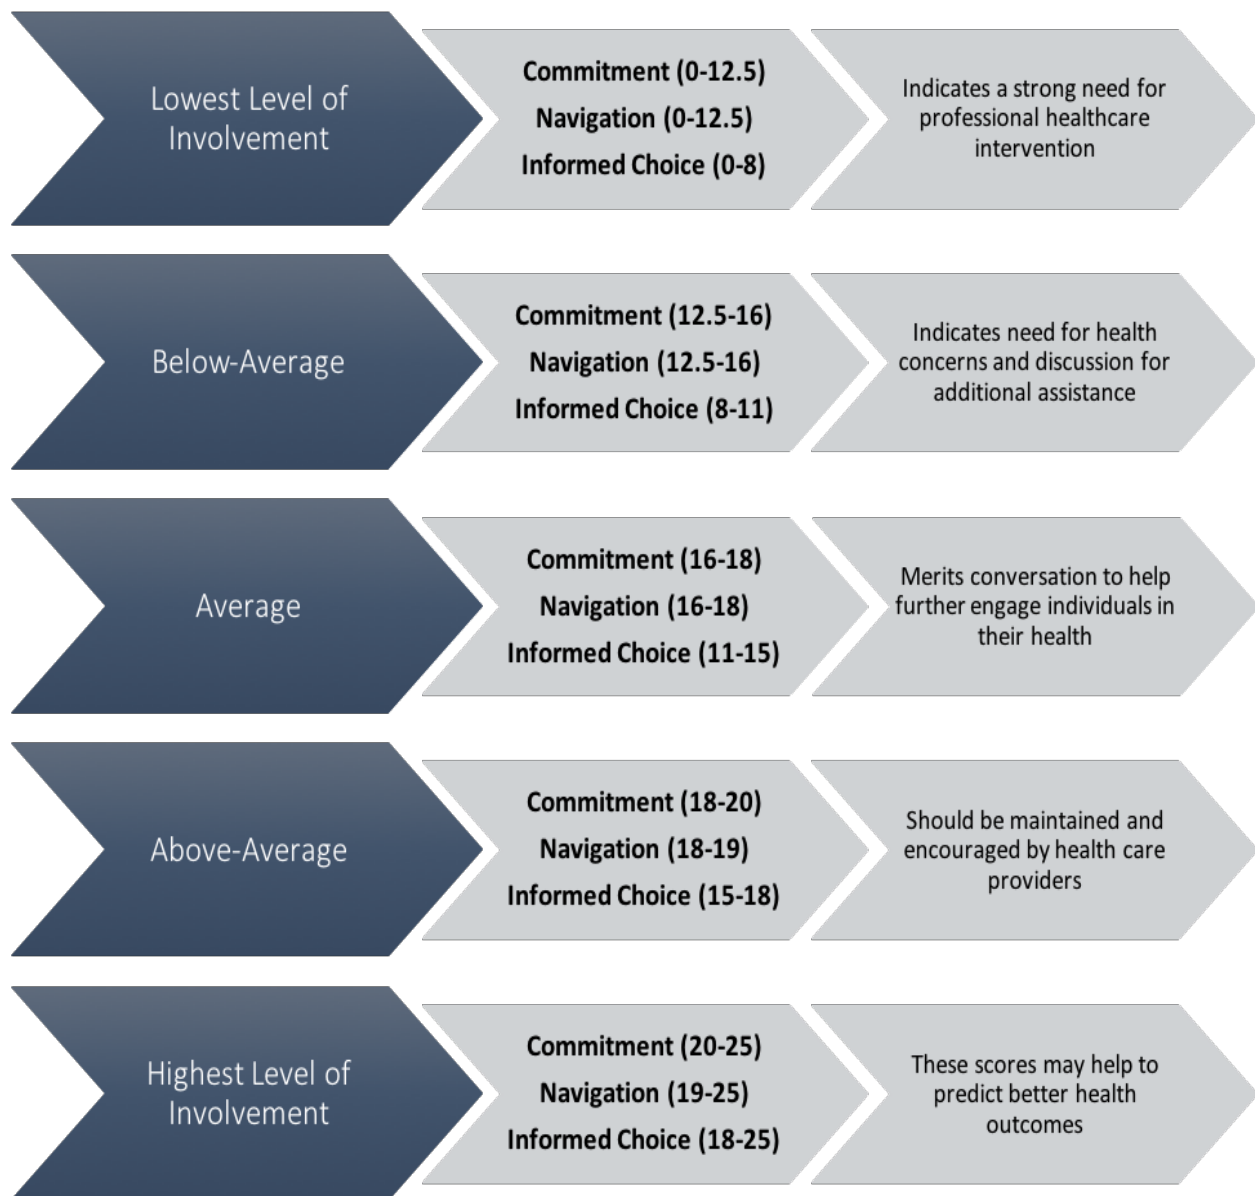 Lowest Level of
Involvement
Commitment (0-12.5)
Navigation (0-12.5)
Informed Choice (0-8)
Indicates a strong need for
professional healthcare
intervention
Below-Average
Commitment (12.5-16)
Navigation (12.5-16)
Informed Choice (8-11)
Indicates need for health
concerns and discussion for
additional assistance
Average
Commitment (16-18)
Navigation (16-18)
Informed Choice (11-15)
Merits conversation to help
further engage individuals in
their health
Above-Average
Commitment (18-20)
Navigation (18-19)
Informed Choice (15-18)
Should be maintained and
encouraged by health care
providers
Highest Level of
Involvement
Commitment (20-25)
Navigation (19-25)
Informed Choice (18-25)
These scores may help to
predict better health
outcomes